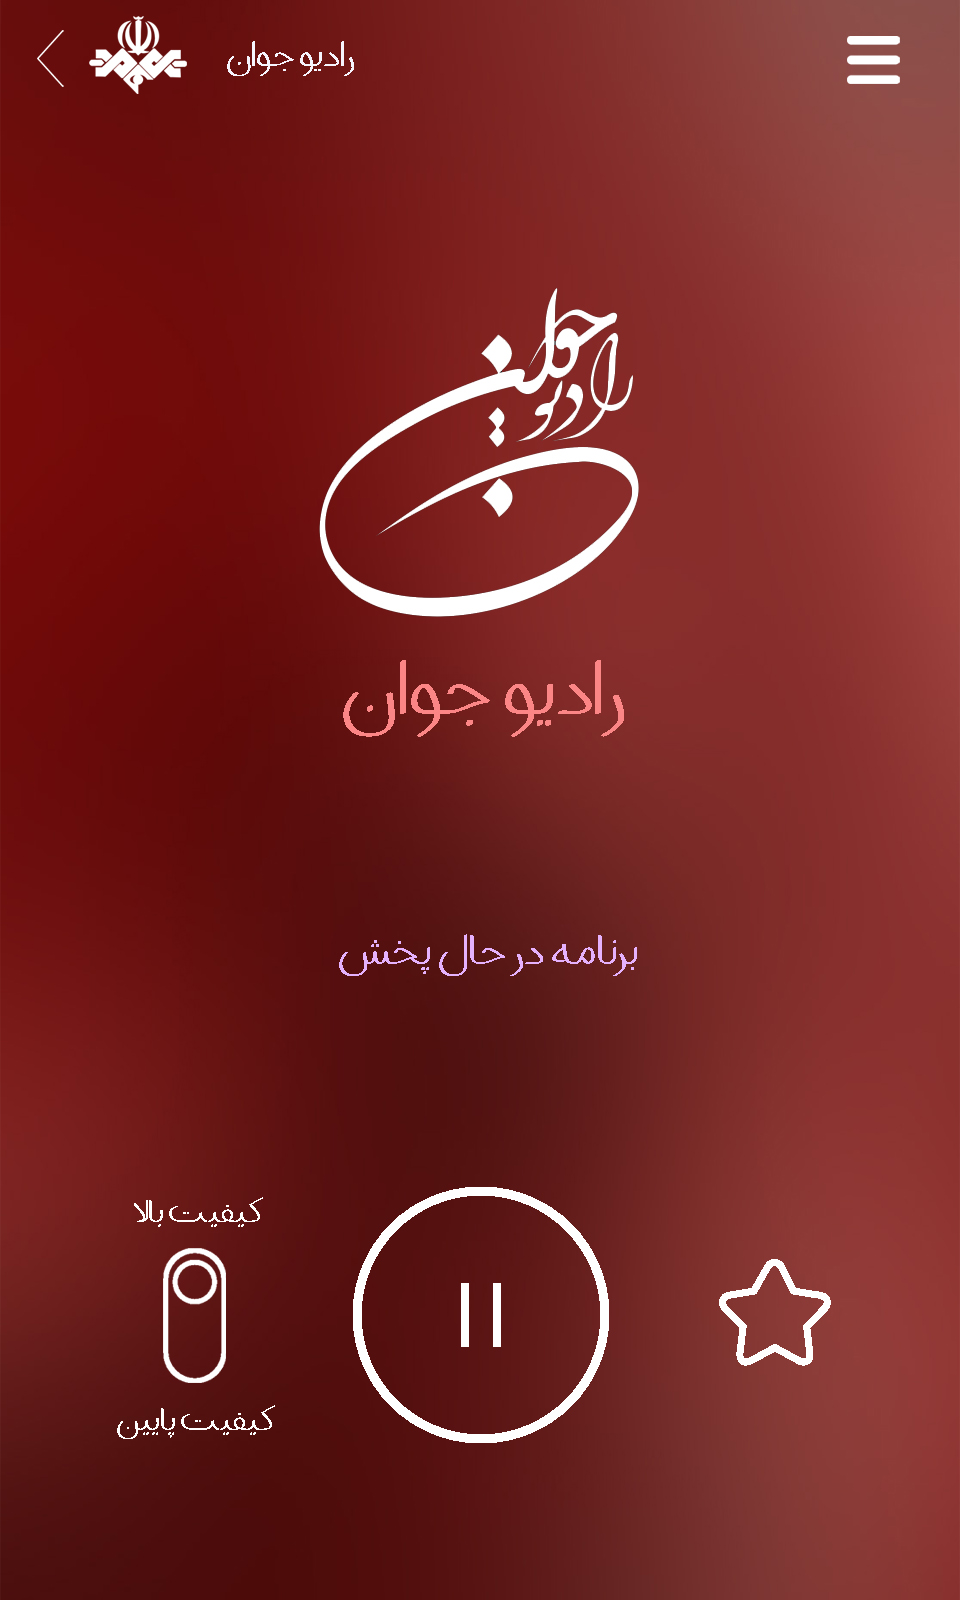 رادیو جوان
رادیو جوان
رادیو جوان
برنامه در حال پخش
کیفیت بالا
کیفیت پایین